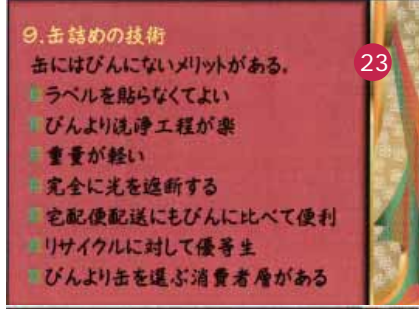 9.缶詰めの技術
缶にはびんにないメリットがある。
23
ラベルを貼らなくてよい
びんより洗浄工程が楽
重量が軽い
完全に光を遮断する
宅配便配送にもびんに比べて便利
リサイクルに対して優等生
びんより缶を選ぶ消費者層がある